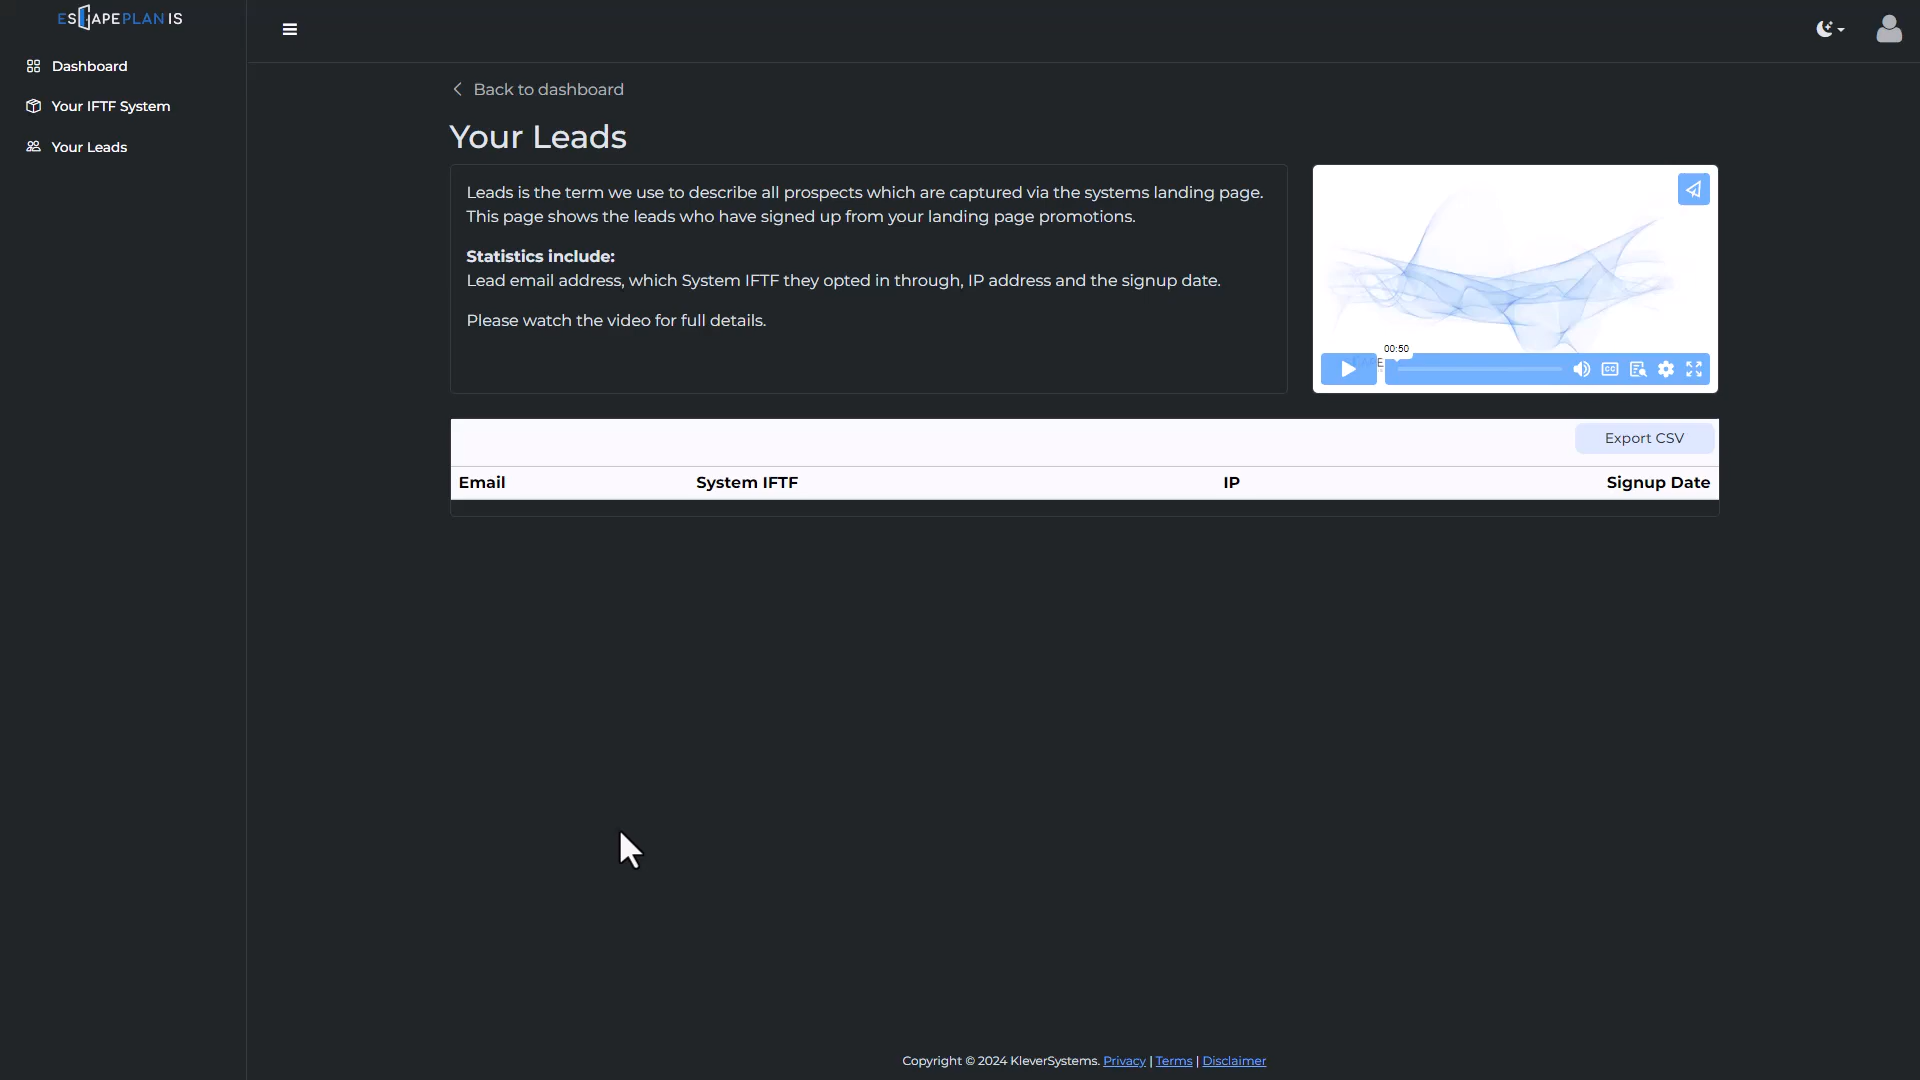 ESCAPEPLAN IS
Dashboard
Your IFTF System
Your Leads
Back to dashboard
Your Leads
Leads is the term we use to describe all prospects which are captured via the systems landing page.
This page shows the leads who have signed up from your landing page promotions.
Statistics include:
Lead email address, which System IFTF they opted in through, IP address and the signup date.
Please watch the video for full details.
00:50
CC
Export CSV
Email System IFTF IP Signup Date
Copyright © 2024 KleverSystems. Privacy | Terms | Disclaimer